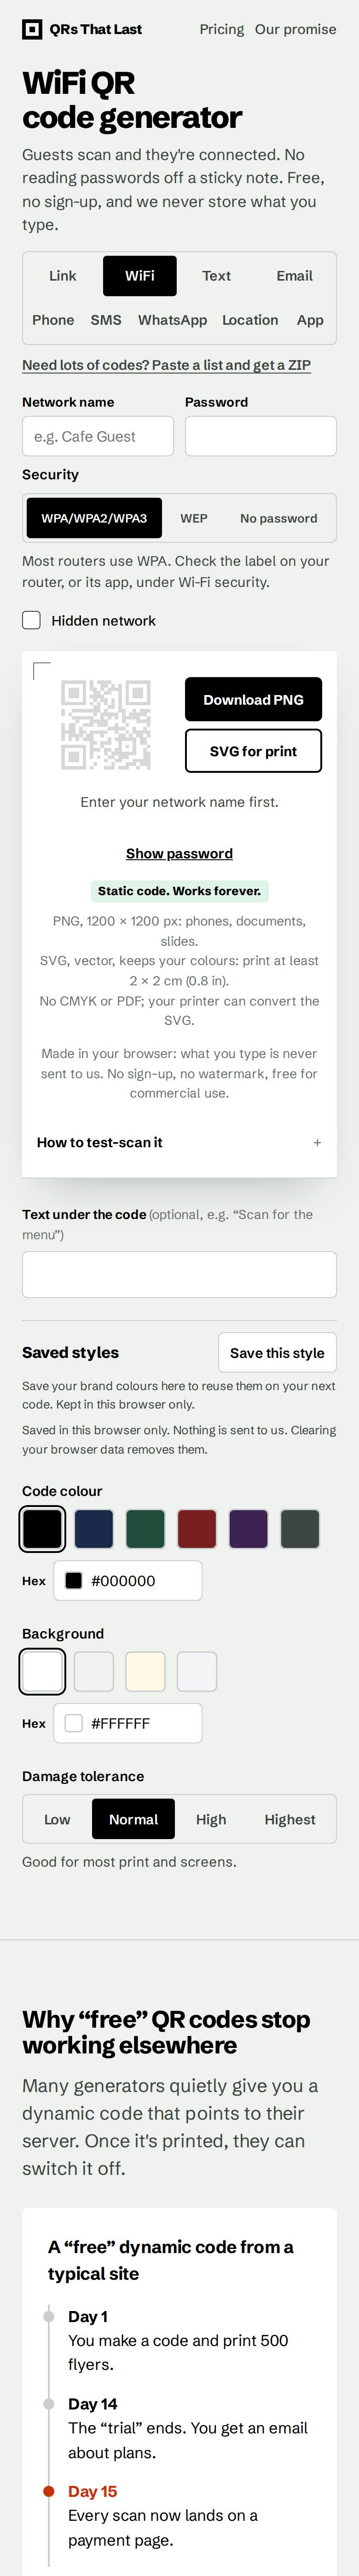 QRs That Last
Pricing Our promise
WiFi QR
code generator
Guests scan and they're connected. No
reading passwords off a sticky note. Free,
no sign-up, and we never store what you
type.
Link WiFi Text Email
Phone SMS WhatsApp Location App
Need lots of codes? Paste a list and get a ZIP
Network name Password
e.g. Cafe Guest
Security
WPA/WPA2/WPA3 WEP No password
Most routers use WPA. Check the label on your
router, or its app, under Wi-Fi security.
Hidden network
Download PNG
SVG for print
Enter your network name first.
Show password
Static code. Works forever.
PNG, 1200 × 1200 px: phones, documents,
slides.
SVG, vector, keeps your colours: print at least
2 × 2 cm (0.8 in).
No CMYK or PDF; your printer can convert the
SVG.
Made in your browser: what you type is never
sent to us. No sign-up, no watermark, free for
commercial use.
How to test-scan it +
Text under the code (optional, e.g. “Scan for the
menu”)
Saved styles Save this style
Save your brand colours here to reuse them on your next
code. Kept in this browser only.
Saved in this browser only. Nothing is sent to us. Clearing
your browser data removes them.
Code colour
Hex #000000
Background
Hex #FFFFFF
Damage tolerance
Low Normal High Highest
Good for most print and screens.
Why “free” QR codes stop
working elsewhere
Many generators quietly give you a
dynamic code that points to their
server. Once it's printed, they can
switch it off.
A “free” dynamic code from a
typical site
Day 1
You make a code and print 500
flyers.
Day 14
The “trial” ends. You get an email
about plans.
Day 15
Every scan now lands on a
payment page.